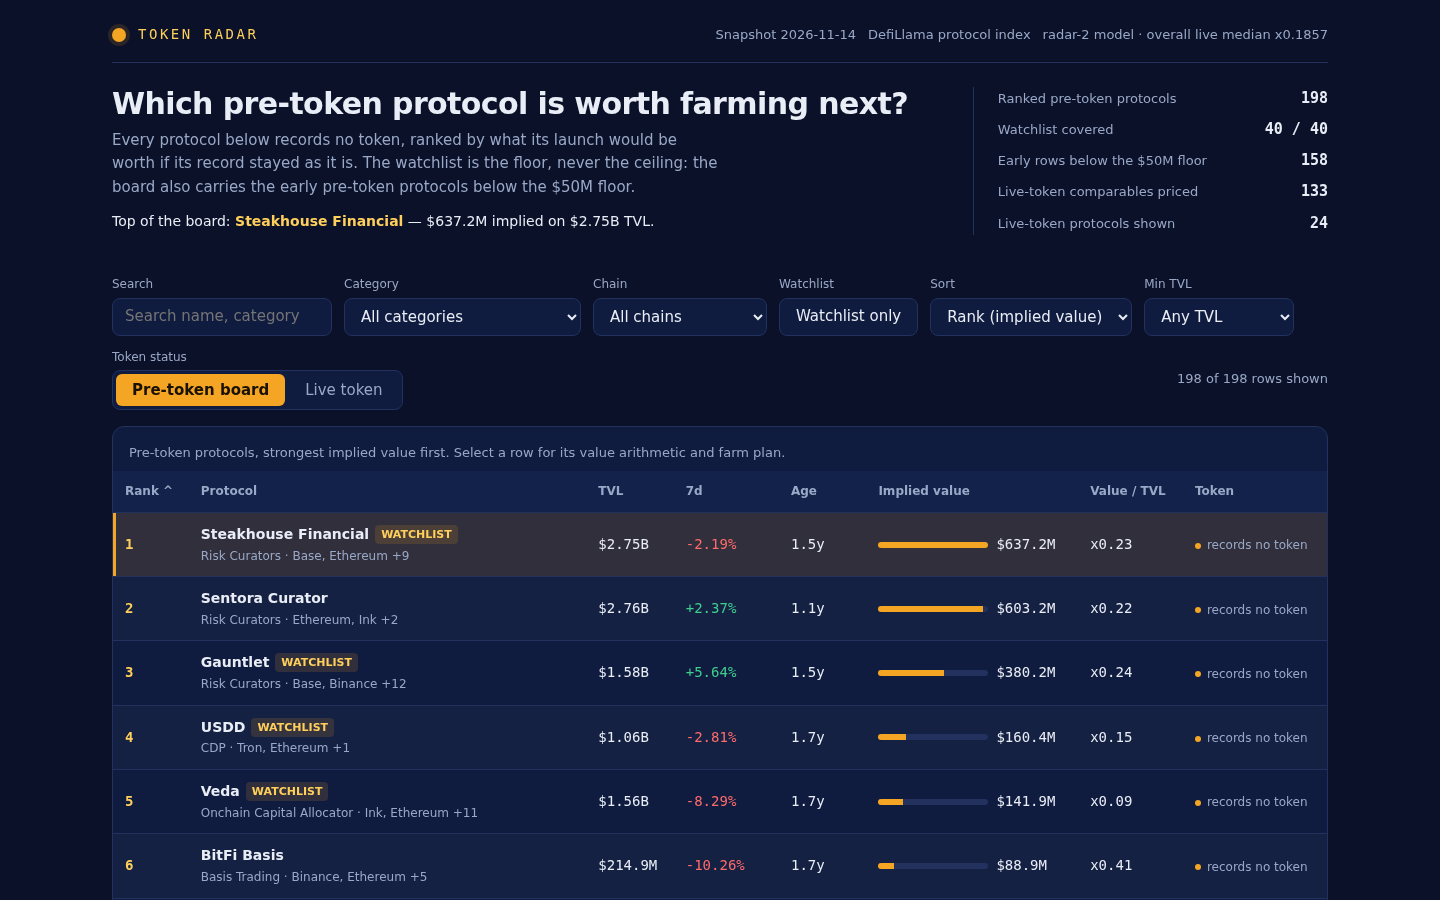 TOKEN RADAR
Snapshot 2026-11-14 DefiLlama protocol index radar-2 model · overall live median x0.1857
Which pre-token protocol is worth farming next?
Every protocol below records no token, ranked by what its launch would be
worth if its record stayed as it is. The watchlist is the floor, never the ceiling: the
board also carries the early pre-token protocols below the $50M floor.
Top of the board: Steakhouse Financial — $637.2M implied on $2.75B TVL.
Ranked pre-token protocols 198
Watchlist covered 40 / 40
Early rows below the $50M floor 158
Live-token comparables priced 133
Live-token protocols shown 24
Search Category Chain Watchlist Sort Min TVL
Search name, category All categories All chains Watchlist only Rank (implied value) Any TVL
Token status
Pre-token board Live token
198 of 198 rows shown
Pre-token protocols, strongest implied value first. Select a row for its value arithmetic and farm plan.
Rank ^ Protocol TVL 7d Age Implied value Value / TVL Token
1 Steakhouse Financial WATCHLIST $2.75B -2.19% 1.5y $637.2M x0.23 records no token
Risk Curators · Base, Ethereum +9
2 Sentora Curator $2.76B +2.37% 1.1y $603.2M x0.22 records no token
Risk Curators · Ethereum, Ink +2
3 Gauntlet WATCHLIST $1.58B +5.64% 1.5y $380.2M x0.24 records no token
Risk Curators · Base, Binance +12
4 USDD WATCHLIST $1.06B -2.81% 1.7y $160.4M x0.15 records no token
CDP · Tron, Ethereum +1
5 Veda WATCHLIST $1.56B -8.29% 1.7y $141.9M x0.09 records no token
Onchain Capital Allocator · Ink, Ethereum +11
6 BitFi Basis $214.9M -10.26% 1.7y $88.9M x0.41 records no token
Basis Trading · Binance, Ethereum +5